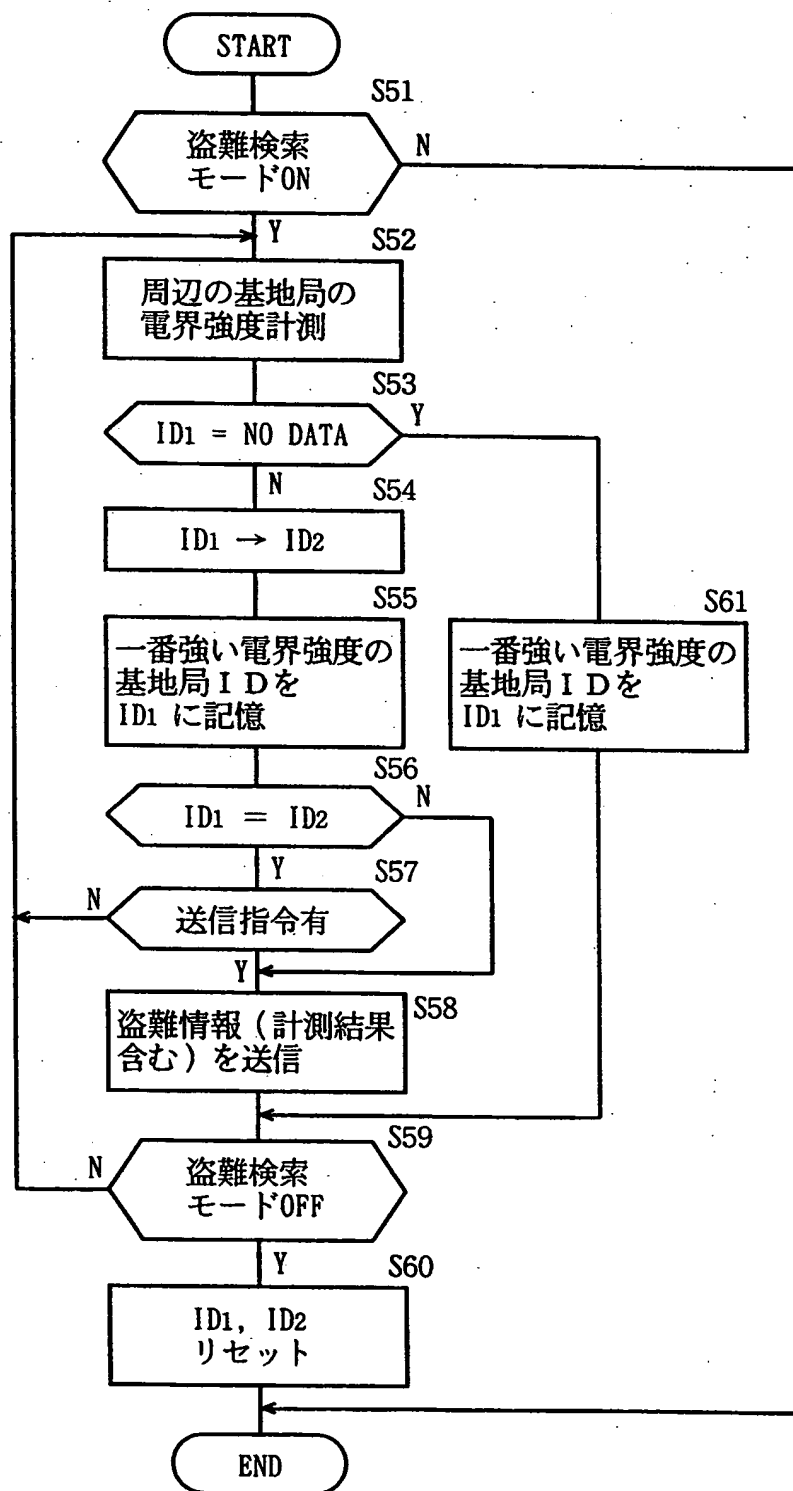 START
S51
盗難検索
モードON
N
Y
S52
周辺の基地局の
電界強度計測
S53
ID1 = NO DATA
Y
N
S54
ID1 → ID2
S55
一番強い電界強度の
基地局IDを
ID1 に記憶
S61
一番強い電界強度の
基地局IDを
ID1 に記憶
S56
ID1 = ID2
N
Y
S57
送信指令有
N
Y
S58
盗難情報(計測結果
含む)を送信
S59
盗難検索
モードOFF
N
Y
S60
ID1, ID2
リセット
END